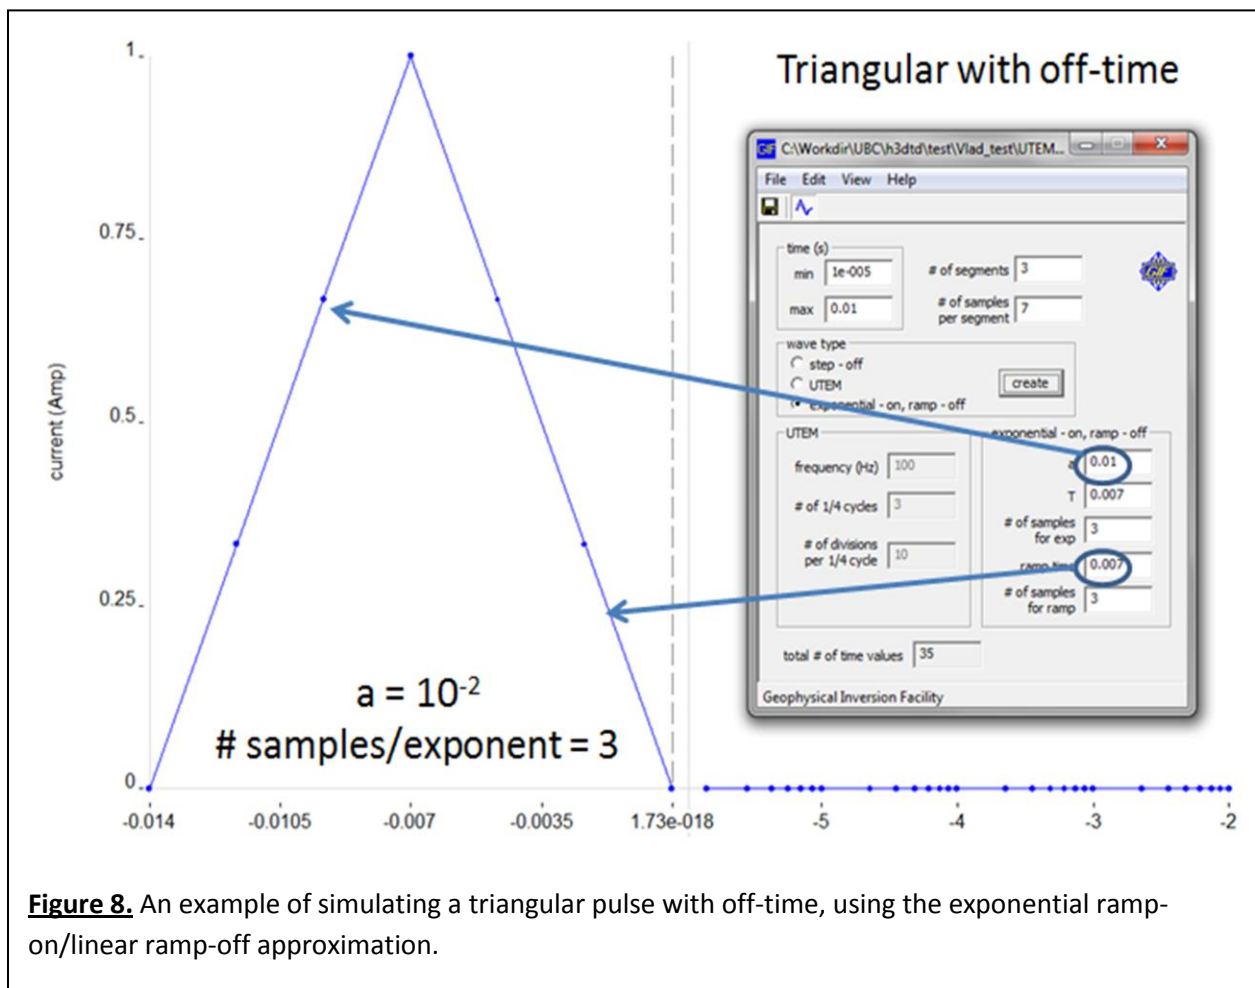 Triangular with off-time
1
0.75
0.5
0.25
0
current (Amp)
-0.014
-0.0105
-0.007
-0.0035
1.73e-018
-5
-4
-3
-2
a = 10⁻²
# samples/exponent = 3
GIF C:\Workdir\UBC\h3dtd\test\Vlad_test\UTEM...
File Edit View Help
time (s)
min 1e-005
max 0.01
# of segments 3
# of samples
per segment 7
GIF
wave type
step - off
UTEM
exponential - on, ramp - off
create
UTEM
frequency (Hz) 100
# of 1/4 cycles 3
# of divisions
per 1/4 cycle 10
exponential - on, ramp - off
a 0.01
T 0.007
# of samples
for exp 3
ramp time 0.007
# of samples
for ramp 3
total # of time values 35
Geophysical Inversion Facility
Figure 8. An example of simulating a triangular pulse with off-time, using the exponential ramp-
on/linear ramp-off approximation.